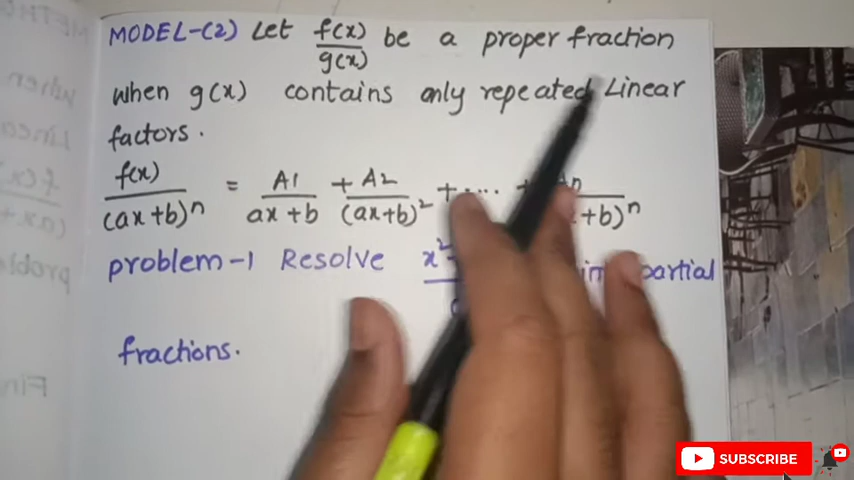 MODEL-(2) Let f(x)/g(x) be a proper fraction
when g(x) contains only repeated Linear
factors.
f(x)/(ax+b)^n = A1/ax+b + A2/(ax+b)^2 + .... +
problem-1 Resolve x^2 partial
fractions.
SUBSCRIBE